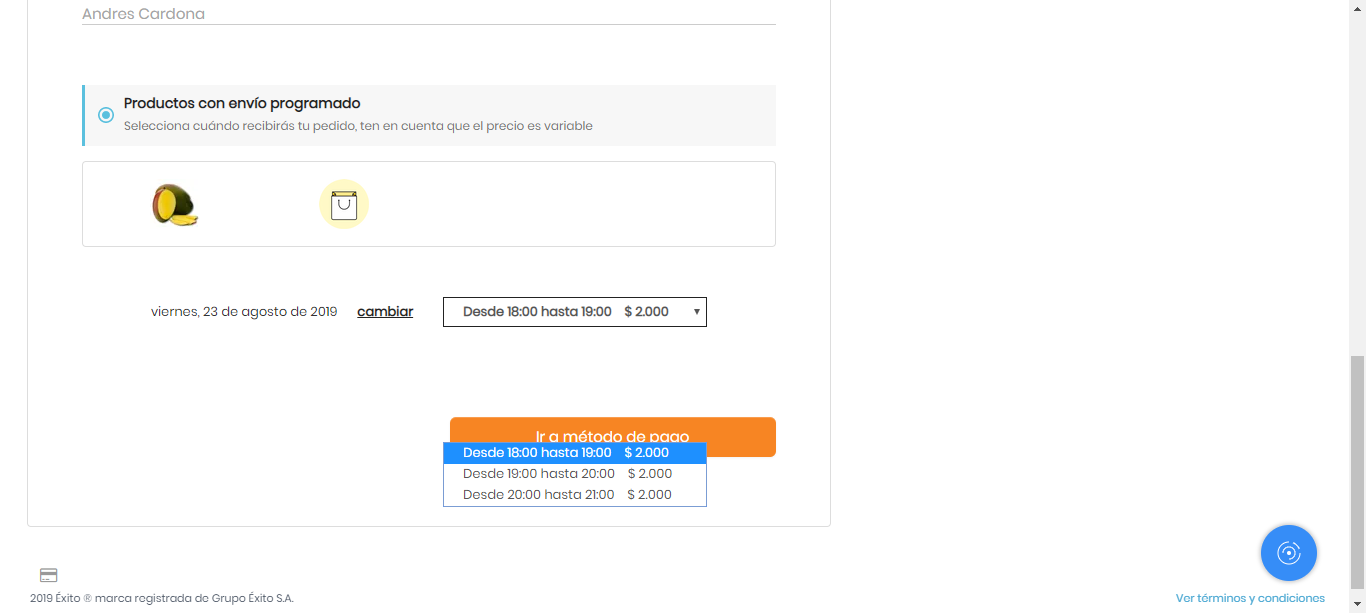 Andres Cardona
Productos con envío programado
Selecciona cuándo recibirás tu pedido, ten en cuenta que el precio es variable
viernes, 23 de agosto de 2019 cambiar Desde 18:00 hasta 19:00 $ 2.000
Ir a método de pago
Desde 18:00 hasta 19:00 $ 2.000
Desde 19:00 hasta 20:00 $ 2.000
Desde 20:00 hasta 21:00 $ 2.000
2019 Éxito ® marca registrada de Grupo Éxito S.A. Ver términos y condiciones